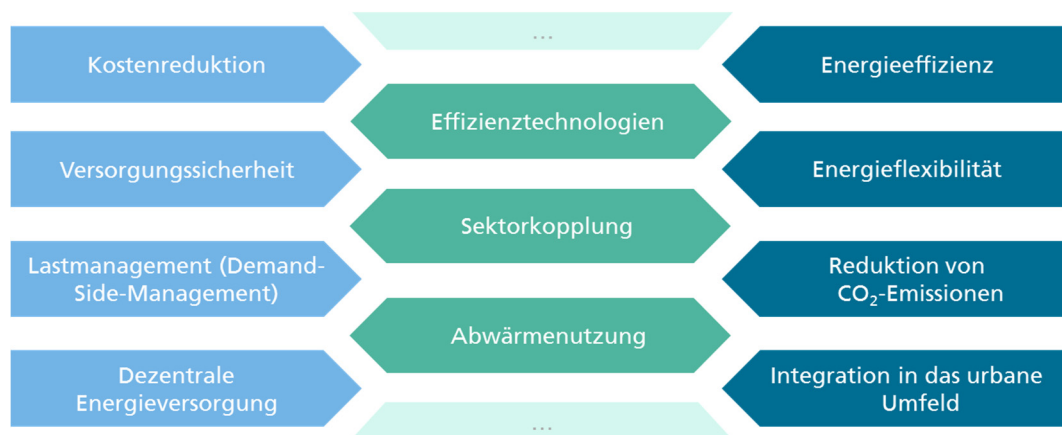 Kostenreduktion
Versorgungssicherheit
Lastmanagement (Demand-
Side-Management)
Dezentrale
Energieversorgung
...
Effizienztechnologien
Sektorkopplung
Abwärmenutzung
...
Energieeffizienz
Energieflexibilität
Reduktion von
CO₂-Emissionen
Integration in das urbane
Umfeld